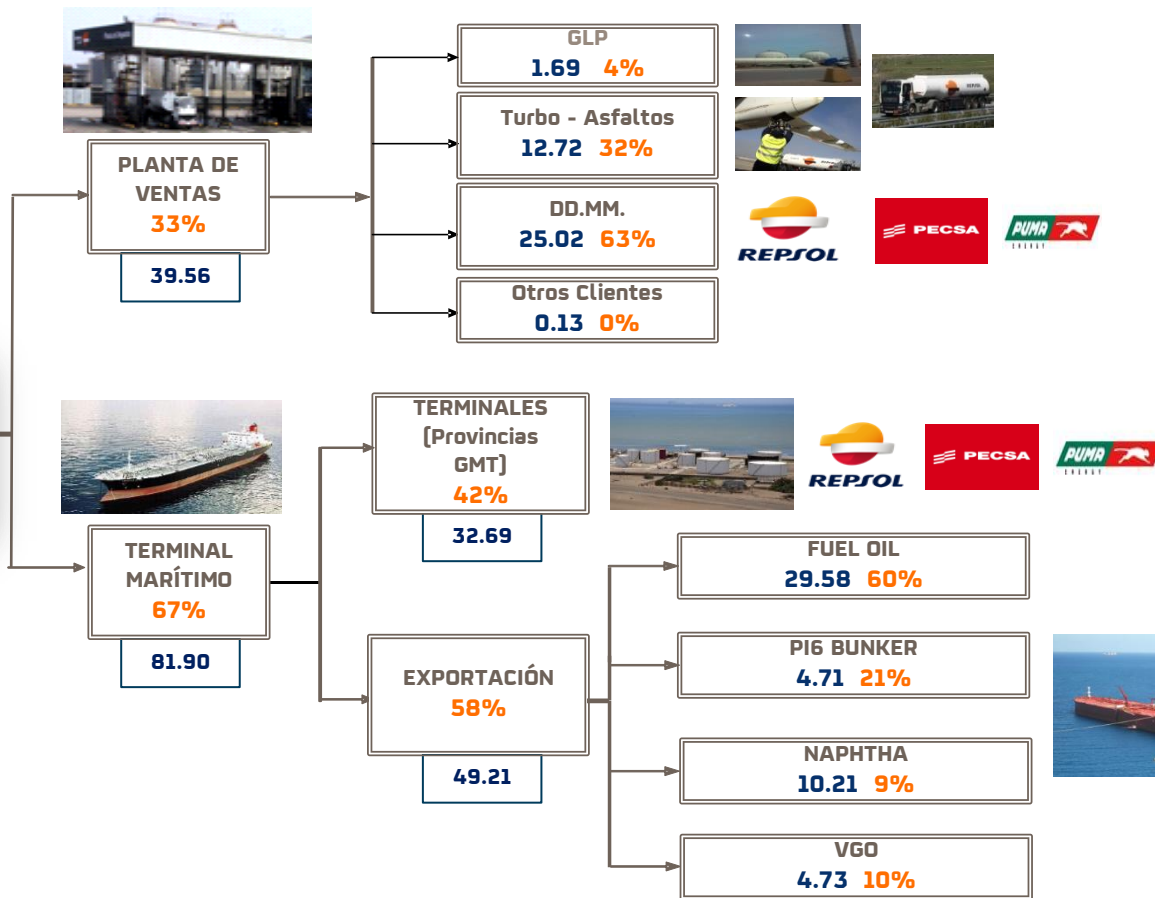 PLANTA DE
VENTAS
33%
39.56
GLP
1.69 4%
Turbo - Asfaltos
12.72 32%
DD.MM.
25.02 63%
REPSOL
PECSA
PUMA
ENERGY
Otros Clientes
0.13 0%
TERMINAL
MARÍTIMO
67%
81.90
TERMINALES
(Provincias
GMT)
42%
32.69
REPSOL
PECSA
PUMA
ENERGY
EXPORTACIÓN
58%
49.21
FUEL OIL
29.58 60%
PI6 BUNKER
4.71 21%
NAPHTHA
10.21 9%
VGO
4.73 10%